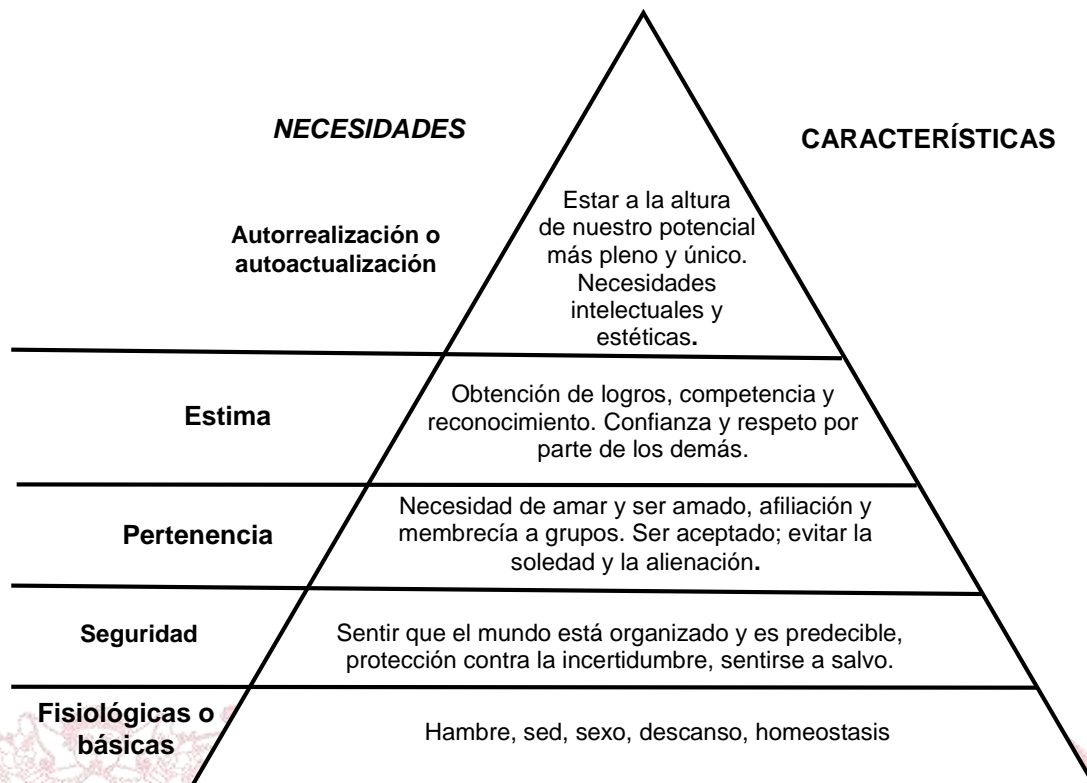 NECESIDADES
CARACTERÍSTICAS
Autorrealización o
autoactualización
Estar a la altura
de nuestro potencial
más pleno y único.
Necesidades
intelectuales y
estéticas.
Estima
Obtención de logros, competencia y
reconocimiento. Confianza y respeto por
parte de los demás.
Pertenencia
Necesidad de amar y ser amado, afiliación y
membrecía a grupos. Ser aceptado; evitar la
soledad y la alienación.
Seguridad
Sentir que el mundo está organizado y es predecible,
protección contra la incertidumbre, sentirse a salvo.
Fisiológicas o
básicas
Hambre, sed, sexo, descanso, homeostasis